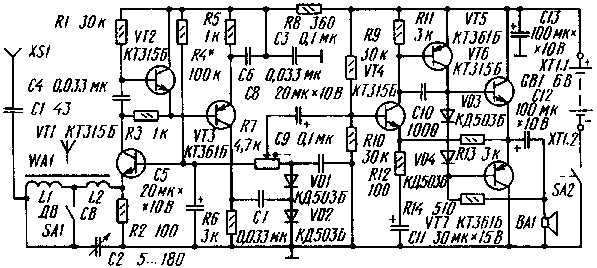 R1 30к
VT2
КТ315Б
R5
1к
R4*
100к
R8 360
C3 0,1 мк
C6
0,033 мк
C8
20 мк×10В
R9
30к
VT4
КТ315Б
R11
3к
VT5
КТ361Б
VT6
КТ315Б
C13
100 мк×
×10В
XT1.1
GB1 6В
C12
100 мк×
×10В
XT1.2
XS1
C4 0,033 мк
C1 43
VT1 КТ315Б
WA1
R3 1к
VT3
КТ361Б
R7
4,7к
C9 0,1 мк
C10
1008
VD3
КД503Б
VD4
R13 3к
R10
30к
R12
100
L1
ДВ
L2
СВ
SA1
C5
20 мк×
×10В
R2 100
C2 5...180
R6
3к
C7
0,033 мк
VD1
КД503Б
VD2
КД503Б
R14
510
C11 30 мк×15В
VT7 КТ361Б
BA1
SA2